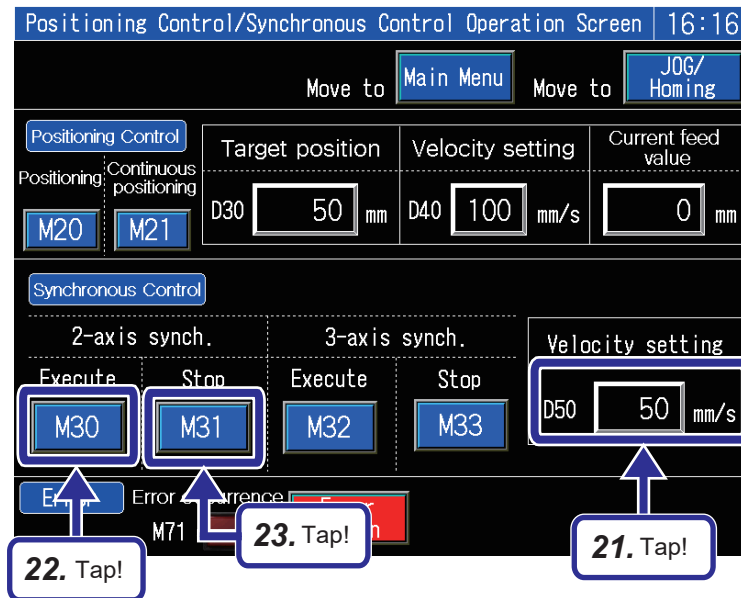 Positioning Control/Synchronous Control Operation Screen 16:16
Move to Main Menu Move to JOG/
Homing
Positioning Control
Target position Velocity setting Current feed
value
Positioning Continuous
positioning
M20 M21 D30 50 mm D40 100 mm/s 0 mm
Synchronous Control
2-axis synch. 3-axis synch. Velocity setting
Execute Stop Execute Stop
M30 M31 M32 M33 D50 50 mm/s
Error
M71
22. Tap! 23. Tap! 21. Tap!